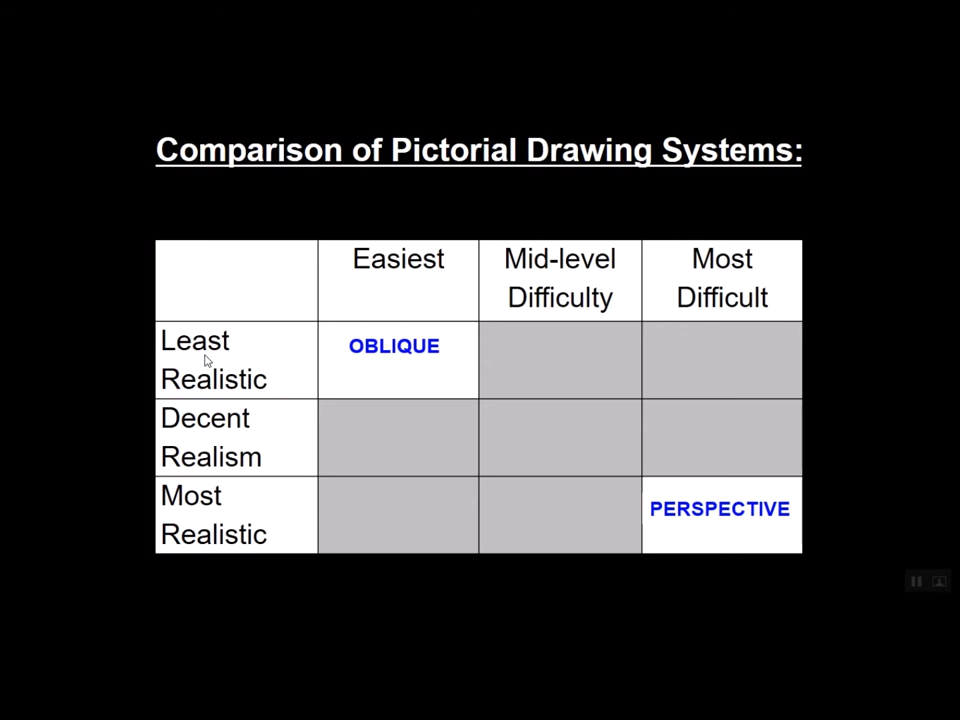 Comparison of Pictorial Drawing Systems:
Easiest
Mid-level
Difficulty
Most
Difficult
Least
Realistic
OBLIQUE
Decent
Realism
Most
Realistic
PERSPECTIVE